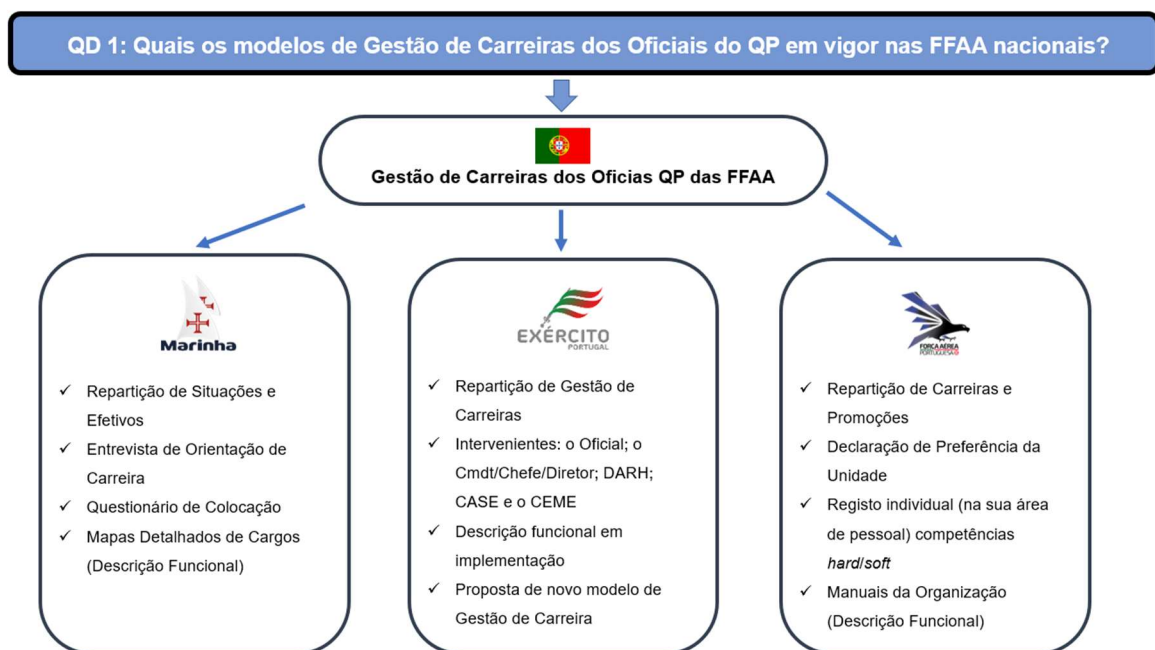 QD 1: Quais os modelos de Gestão de Carreiras dos Oficiais do QP em vigor nas FFAA nacionais?
Gestão de Carreiras dos Oficias QP das FFAA
Marinha
✓ Repartição de Situações e
Efetivos
✓ Entrevista de Orientação de
Carreira
✓ Questionário de Colocação
✓ Mapas Detalhados de Cargos
(Descrição Funcional)
EXÉRCITO
PORTUGAL
✓ Repartição de Gestão de
Carreiras
✓ Intervenientes: o Oficial; o
Cmdt/Chefe/Diretor; DARH;
CASE e o CEME
✓ Descrição funcional em
implementação
✓ Proposta de novo modelo de
Gestão de Carreira
FORÇA AÉREA
PORTUGUESA
✓ Repartição de Carreiras e
Promoções
✓ Declaração de Preferência da
Unidade
✓ Registo individual (na sua área
de pessoal) competências
hard/soft
✓ Manuais da Organização
(Descrição Funcional)